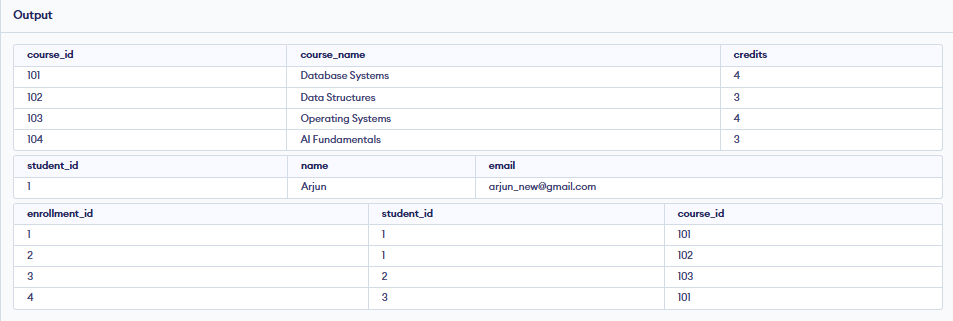 Output
course_id course_name credits
101 Database Systems 4
102 Data Structures 3
103 Operating Systems 4
104 AI Fundamentals 3
student_id name email
1 Arjun arjun_new@gmail.com
enrollment_id student_id course_id
1 1 101
2 1 102
3 2 103
4 3 101